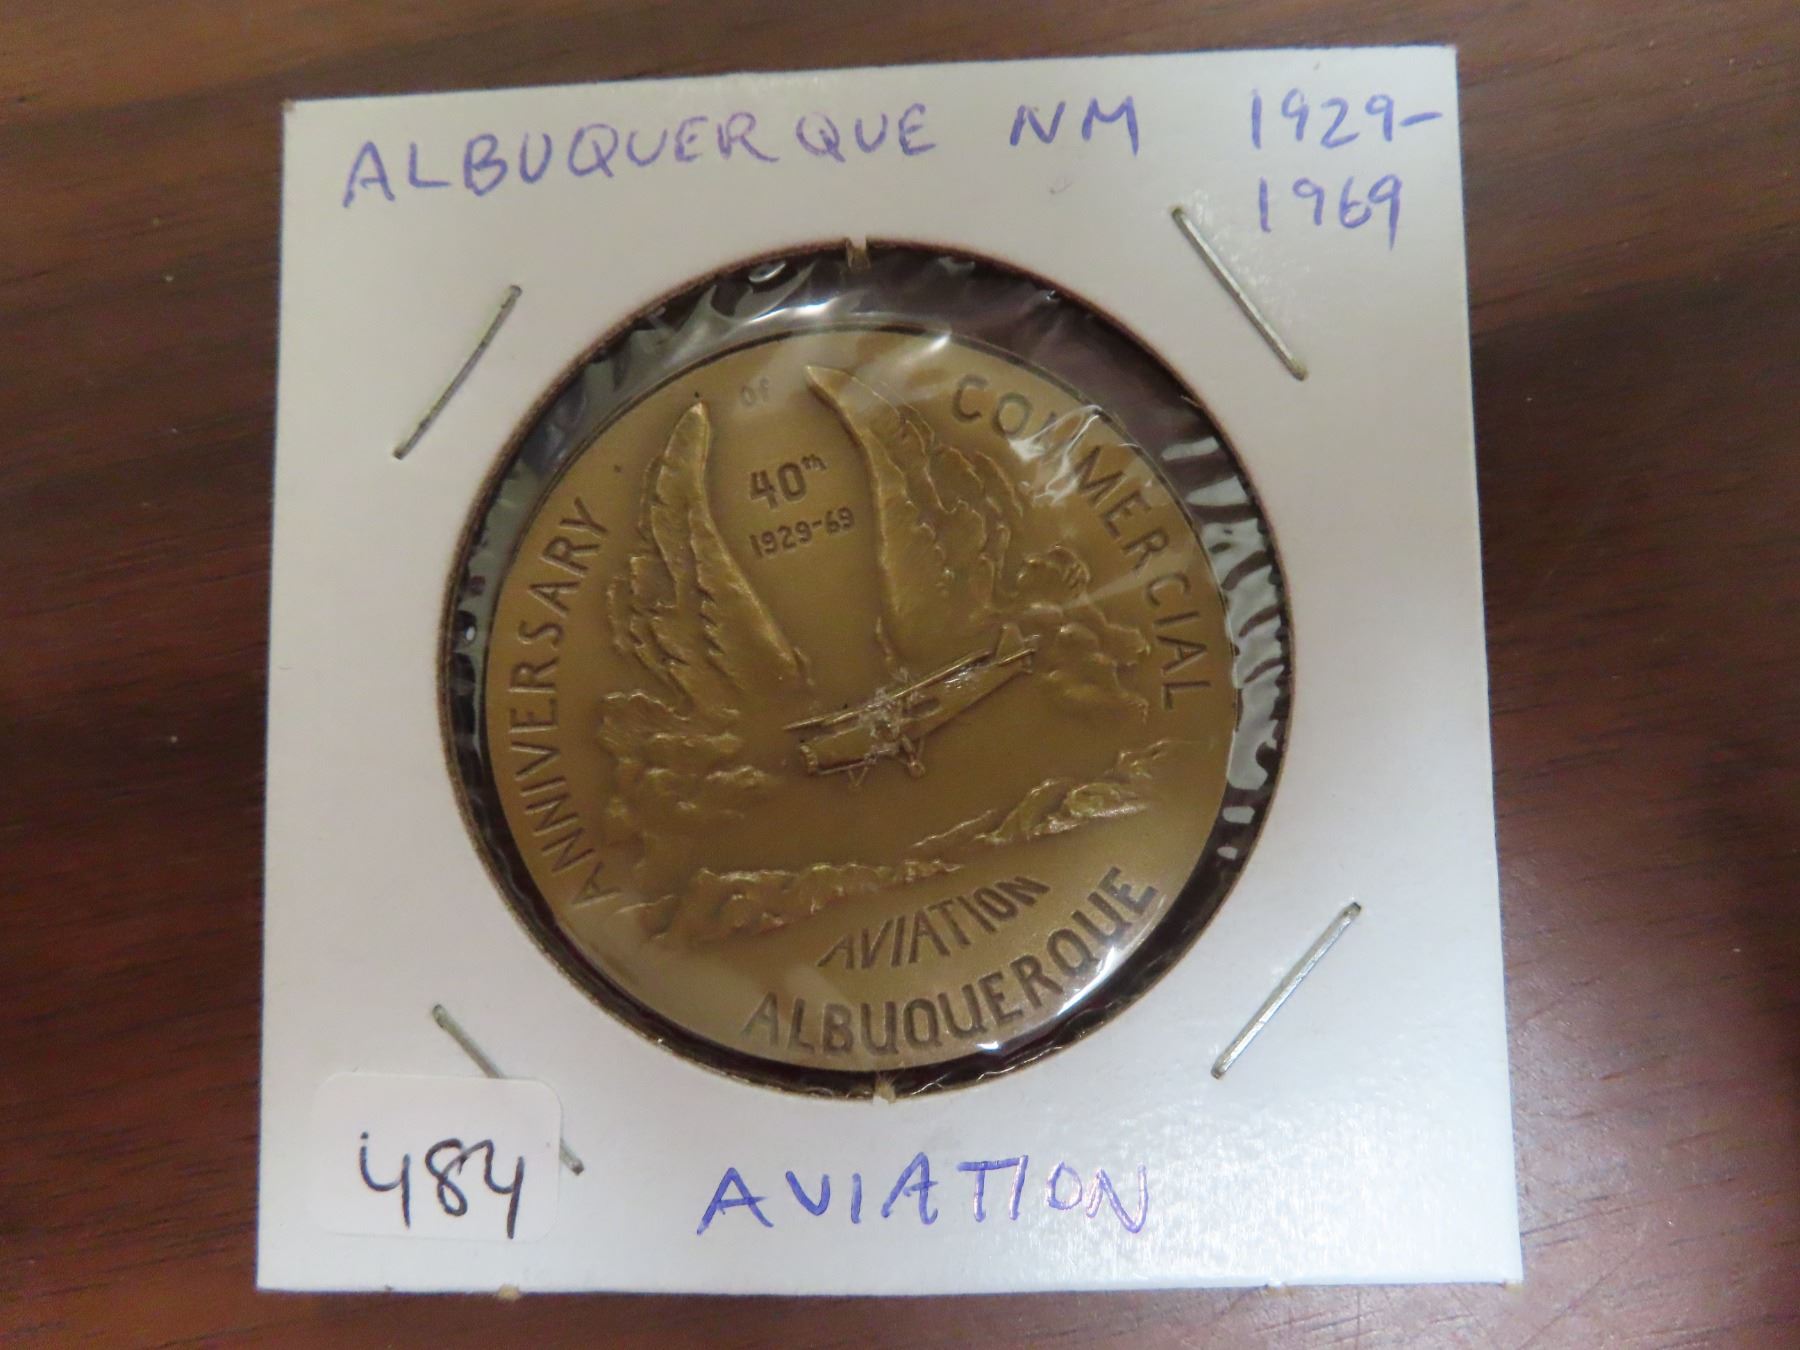 ALBUQUERQUE NM 1929-
1969
ANNIVERSARY of COMMERCIAL
40th
1929-69
AVIATION
ALBUQUERQUE
484
AVIATION